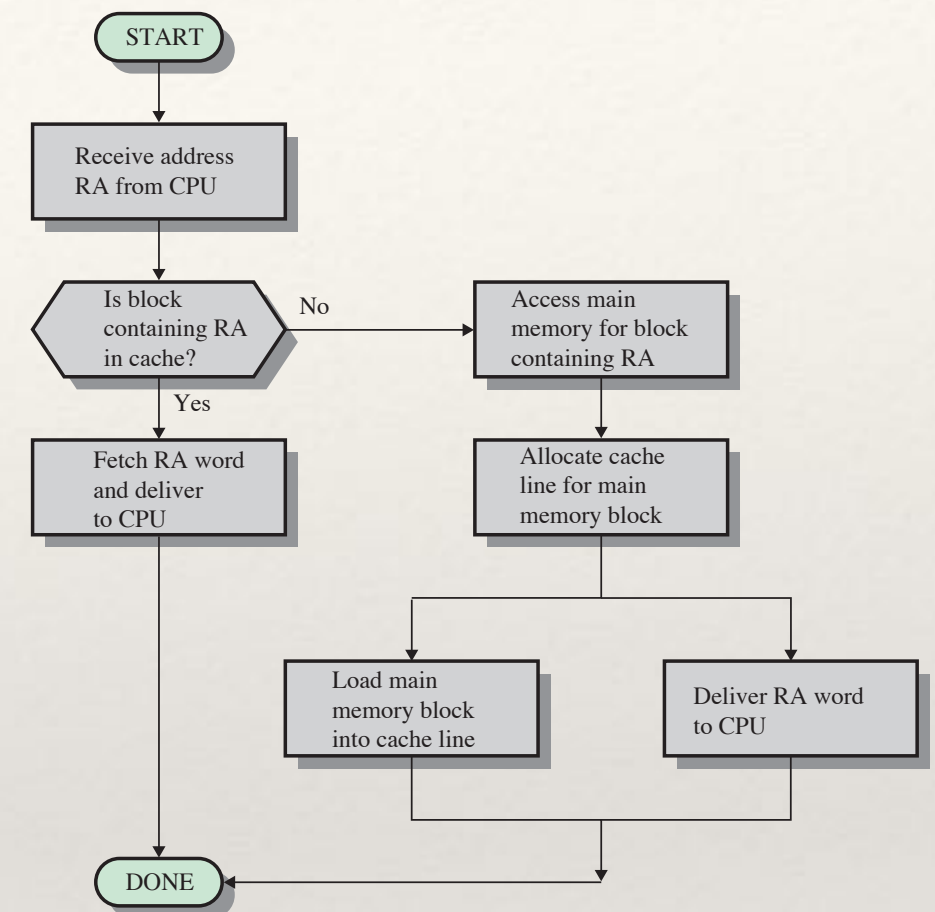 START
Receive address
RA from CPU
Is block
containing RA
in cache?
No
Yes
Access main
memory for block
containing RA
Fetch RA word
and deliver
to CPU
Allocate cache
line for main
memory block
Load main
memory block
into cache line
Deliver RA word
to CPU
DONE